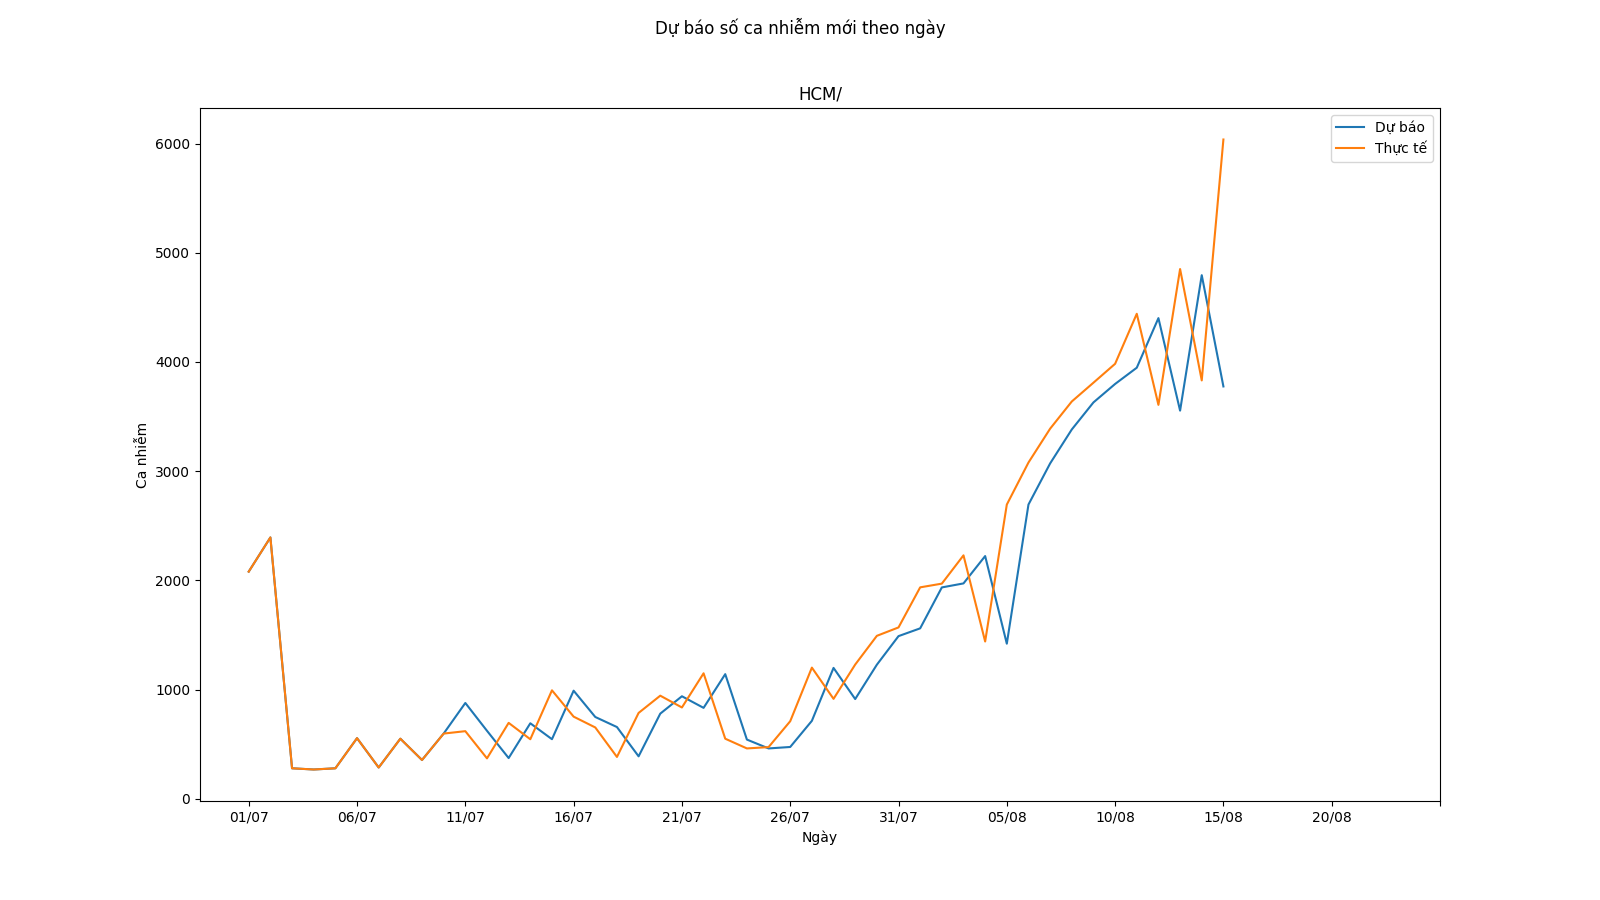 Dự báo số ca nhiễm mới theo ngày
HCM/
Dự báo
Thực tế
6000
5000
4000
3000
2000
1000
0
Ca nhiễm
01/07 06/07 11/07 16/07 21/07 26/07 31/07 05/08 10/08 15/08 20/08
Ngày